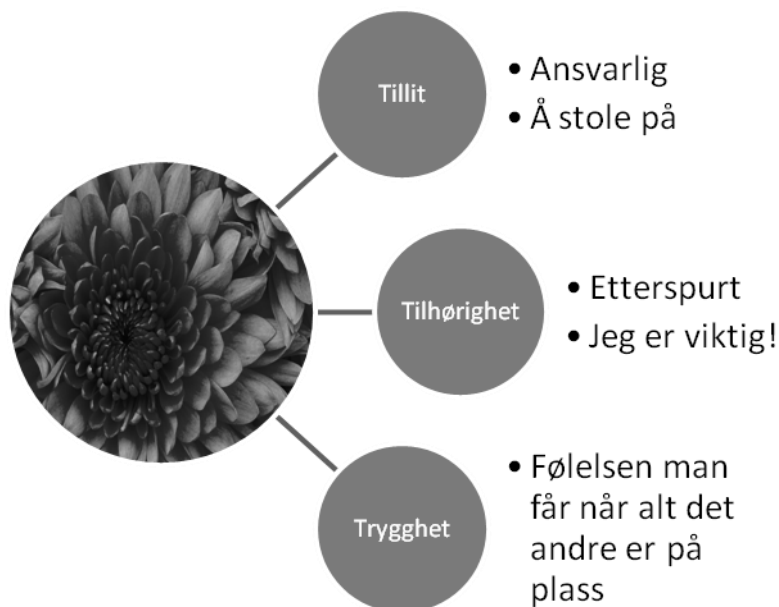 Tillit
• Ansvarlig
• Å stole på
Tilhørighet
• Etterspurt
• Jeg er viktig!
Trygghet
• Følelsen man
får når alt det
andre er på
plass